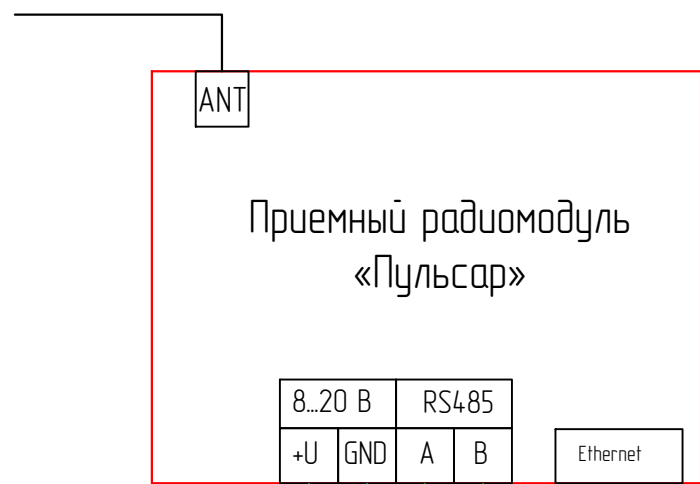 ANT
Приемный радиомодуль
«Пульсар»
8...20 В RS485
+U GND A B Ethernet